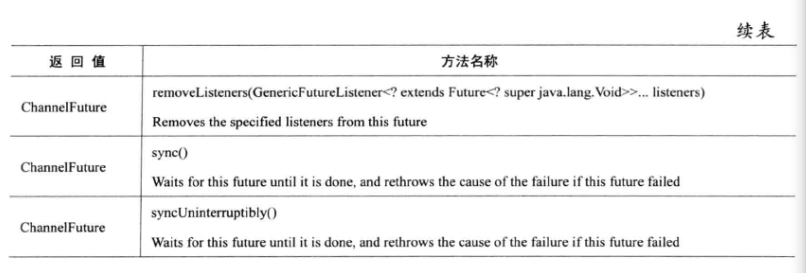 续表
返 回 值 方法名称
ChannelFuture
removeListeners(GenericFutureListener<? extends Future<? super java.lang.Void>>... listeners)
Removes the specified listeners from this future
ChannelFuture
sync()
Waits for this future until it is done, and rethrows the cause of the failure if this future failed
ChannelFuture
syncUninterruptibly()
Waits for this future until it is done, and rethrows the cause of the failure if this future failed